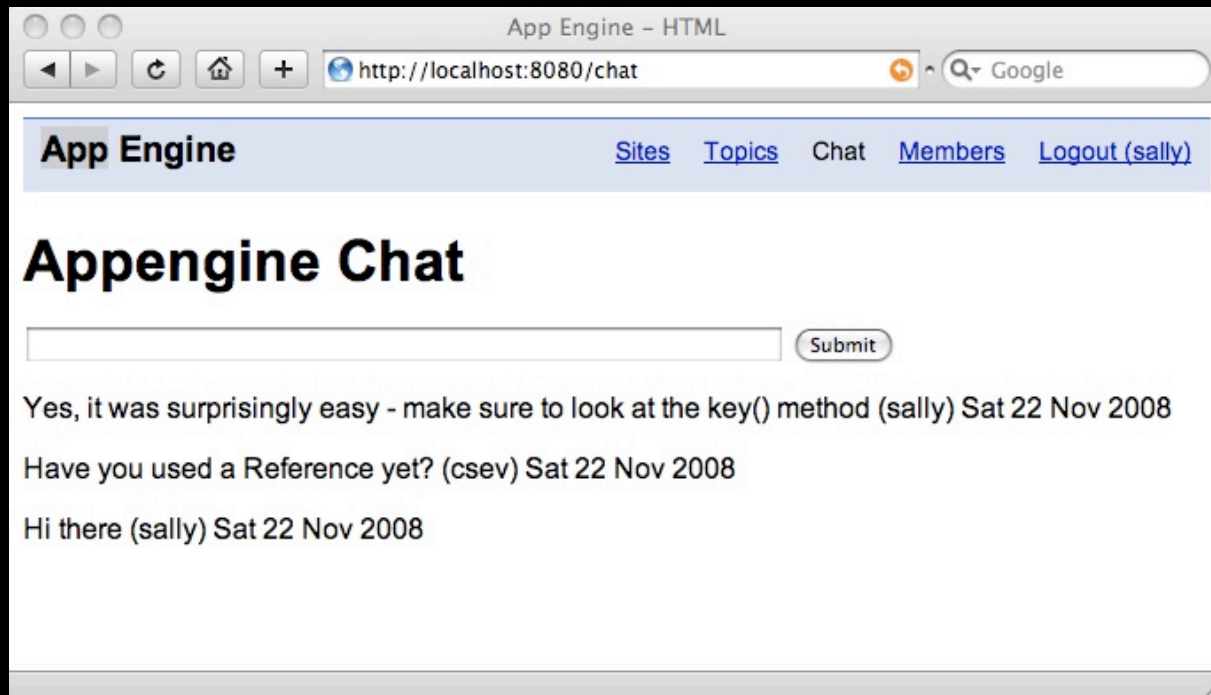 App Engine – HTML
http://localhost:8080/chat
Google
App Engine
Sites Topics Chat Members Logout (sally)
Appengine Chat
Submit
Yes, it was surprisingly easy - make sure to look at the key() method (sally) Sat 22 Nov 2008
Have you used a Reference yet? (csev) Sat 22 Nov 2008
Hi there (sally) Sat 22 Nov 2008